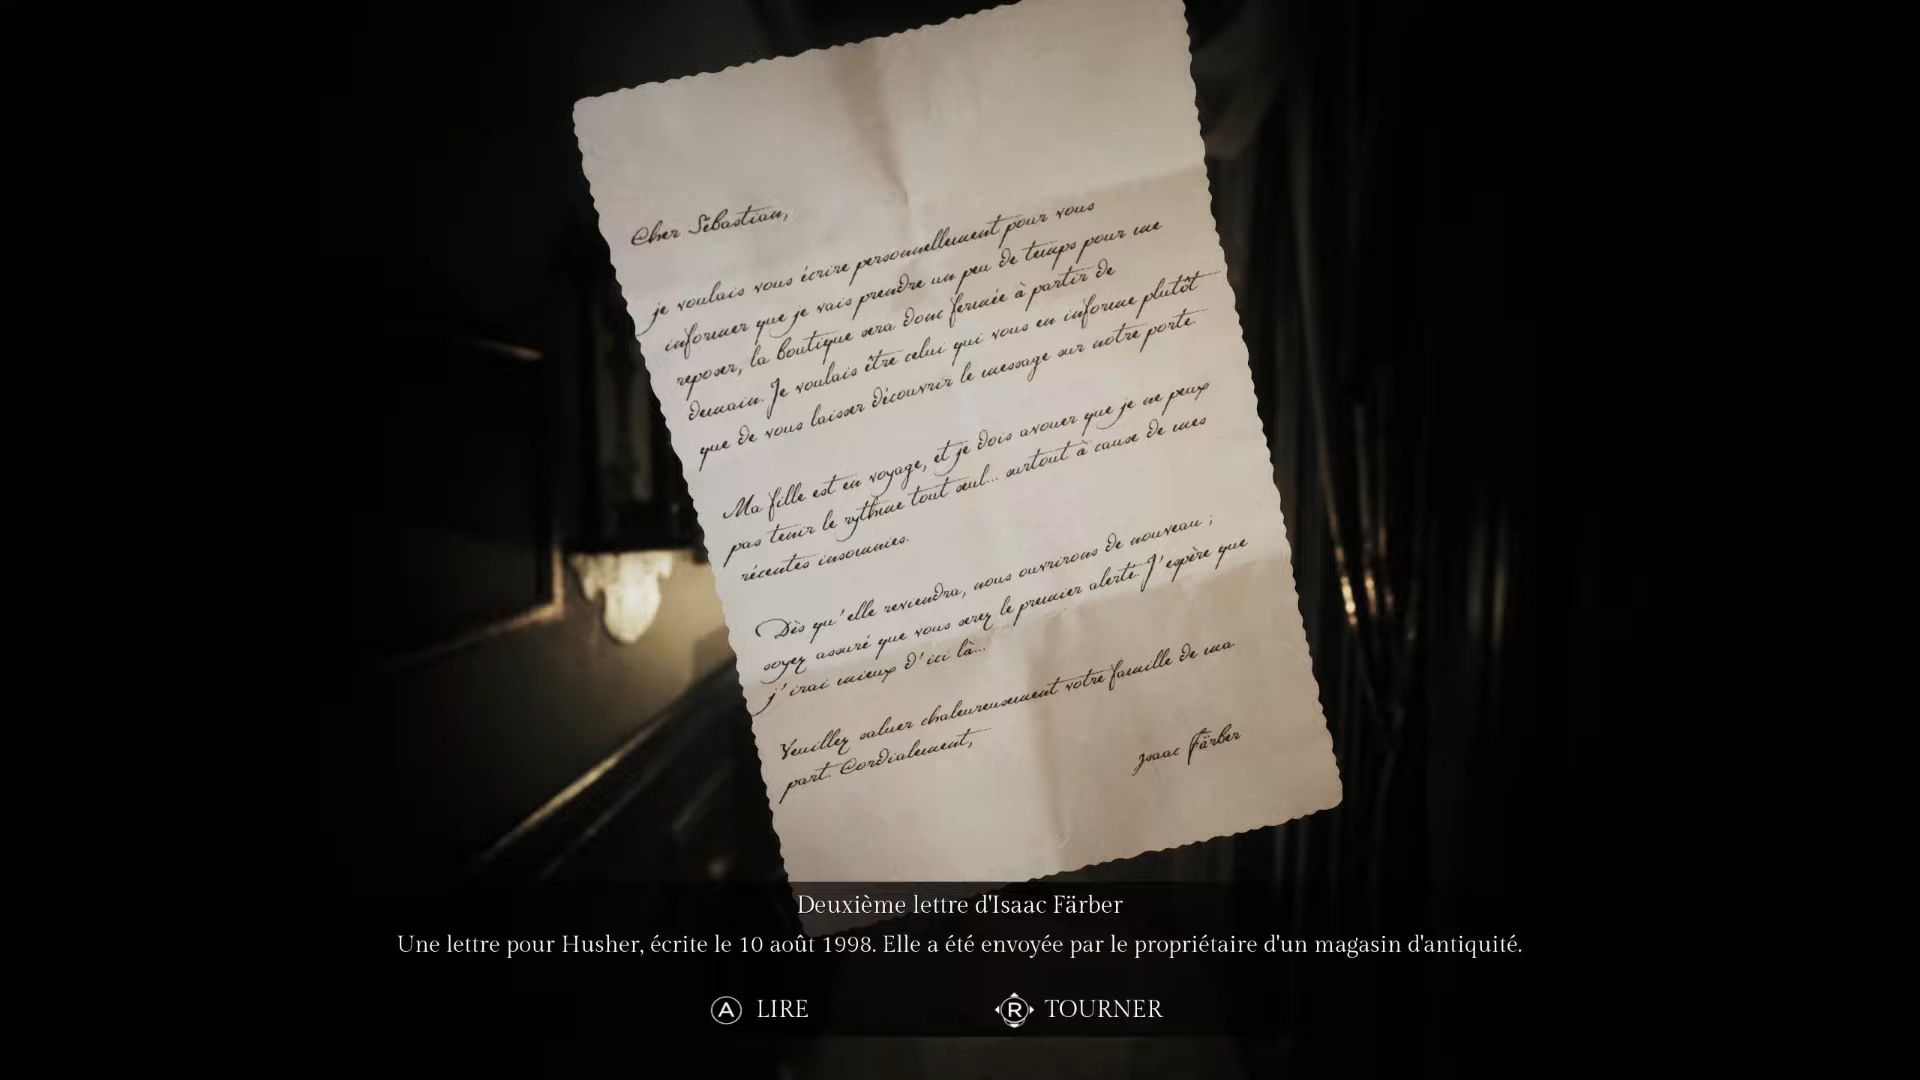 Cher Sébastian,
je voulais vous écrire personnellement pour vous
informer que je vais prendre un peu de temps pour me
reposer, la boutique sera donc fermée à partir de
demain. Je voulais être celui qui vous en informe plutôt
que de vous laisser découvrir le message sur notre porte.
Ma fille est en voyage, et je dois avouer que je ne peux
pas tenir le rythme tout seul... surtout à cause de mes
récentes insomnies.
Dès qu'elle reviendra, nous ouvrirons de nouveau ;
soyez assuré que vous serez le premier alerté. J'espère que
j'irai mieux d'ici là...
Veuillez saluer chaleureusement votre famille de ma
part. Cordialement,
Isaac Färber
Deuxième lettre d'Isaac Färber
Une lettre pour Husher, écrite le 10 août 1998. Elle a été envoyée par le propriétaire d'un magasin d'antiquité.
A LIRE R TOURNER